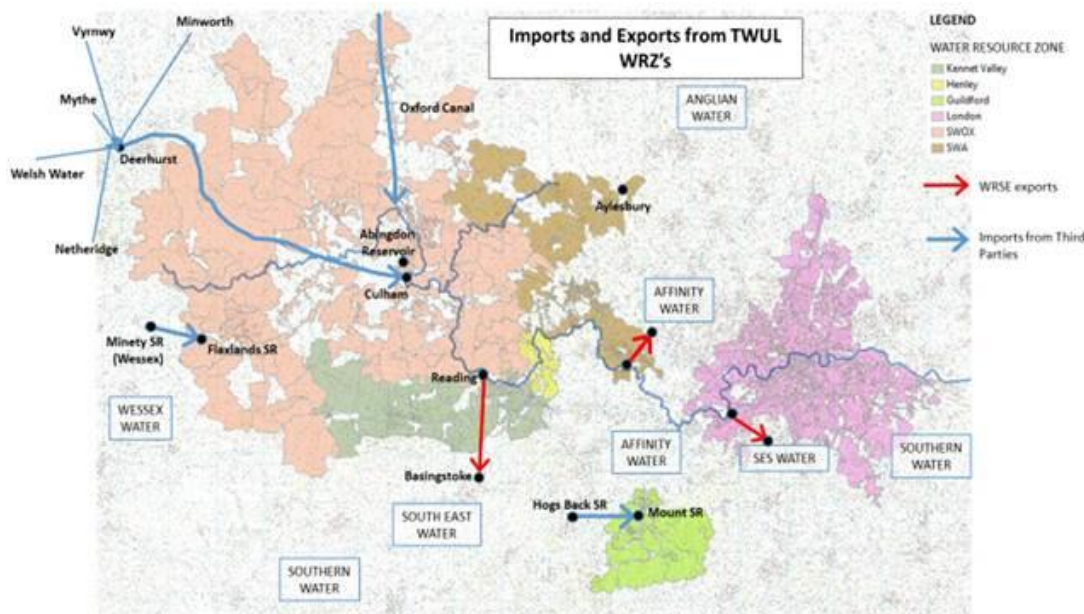 Imports and Exports from TWUL
WRZ's
LEGEND
WATER RESOURCE ZONE
Kennet Valley
Henley
Guildford
London
SWOX
SWA
WRSE exports
Imports from Third
Parties
Vyrnwy
Minworth
Mythe
Deerhurst
Welsh Water
Netheridge
Oxford Canal
ANGLIAN
WATER
Aylesbury
Abingdon
Reservoir
Culham
AFFINITY
WATER
Minety SR
(Wessex)
Flaxlands SR
Reading
WESSEX
WATER
AFFINITY
WATER
SES WATER
SOUTHERN
WATER
Basingstoke
SOUTH EAST
WATER
Hogs Back SR
Mount SR
SOUTHERN
WATER